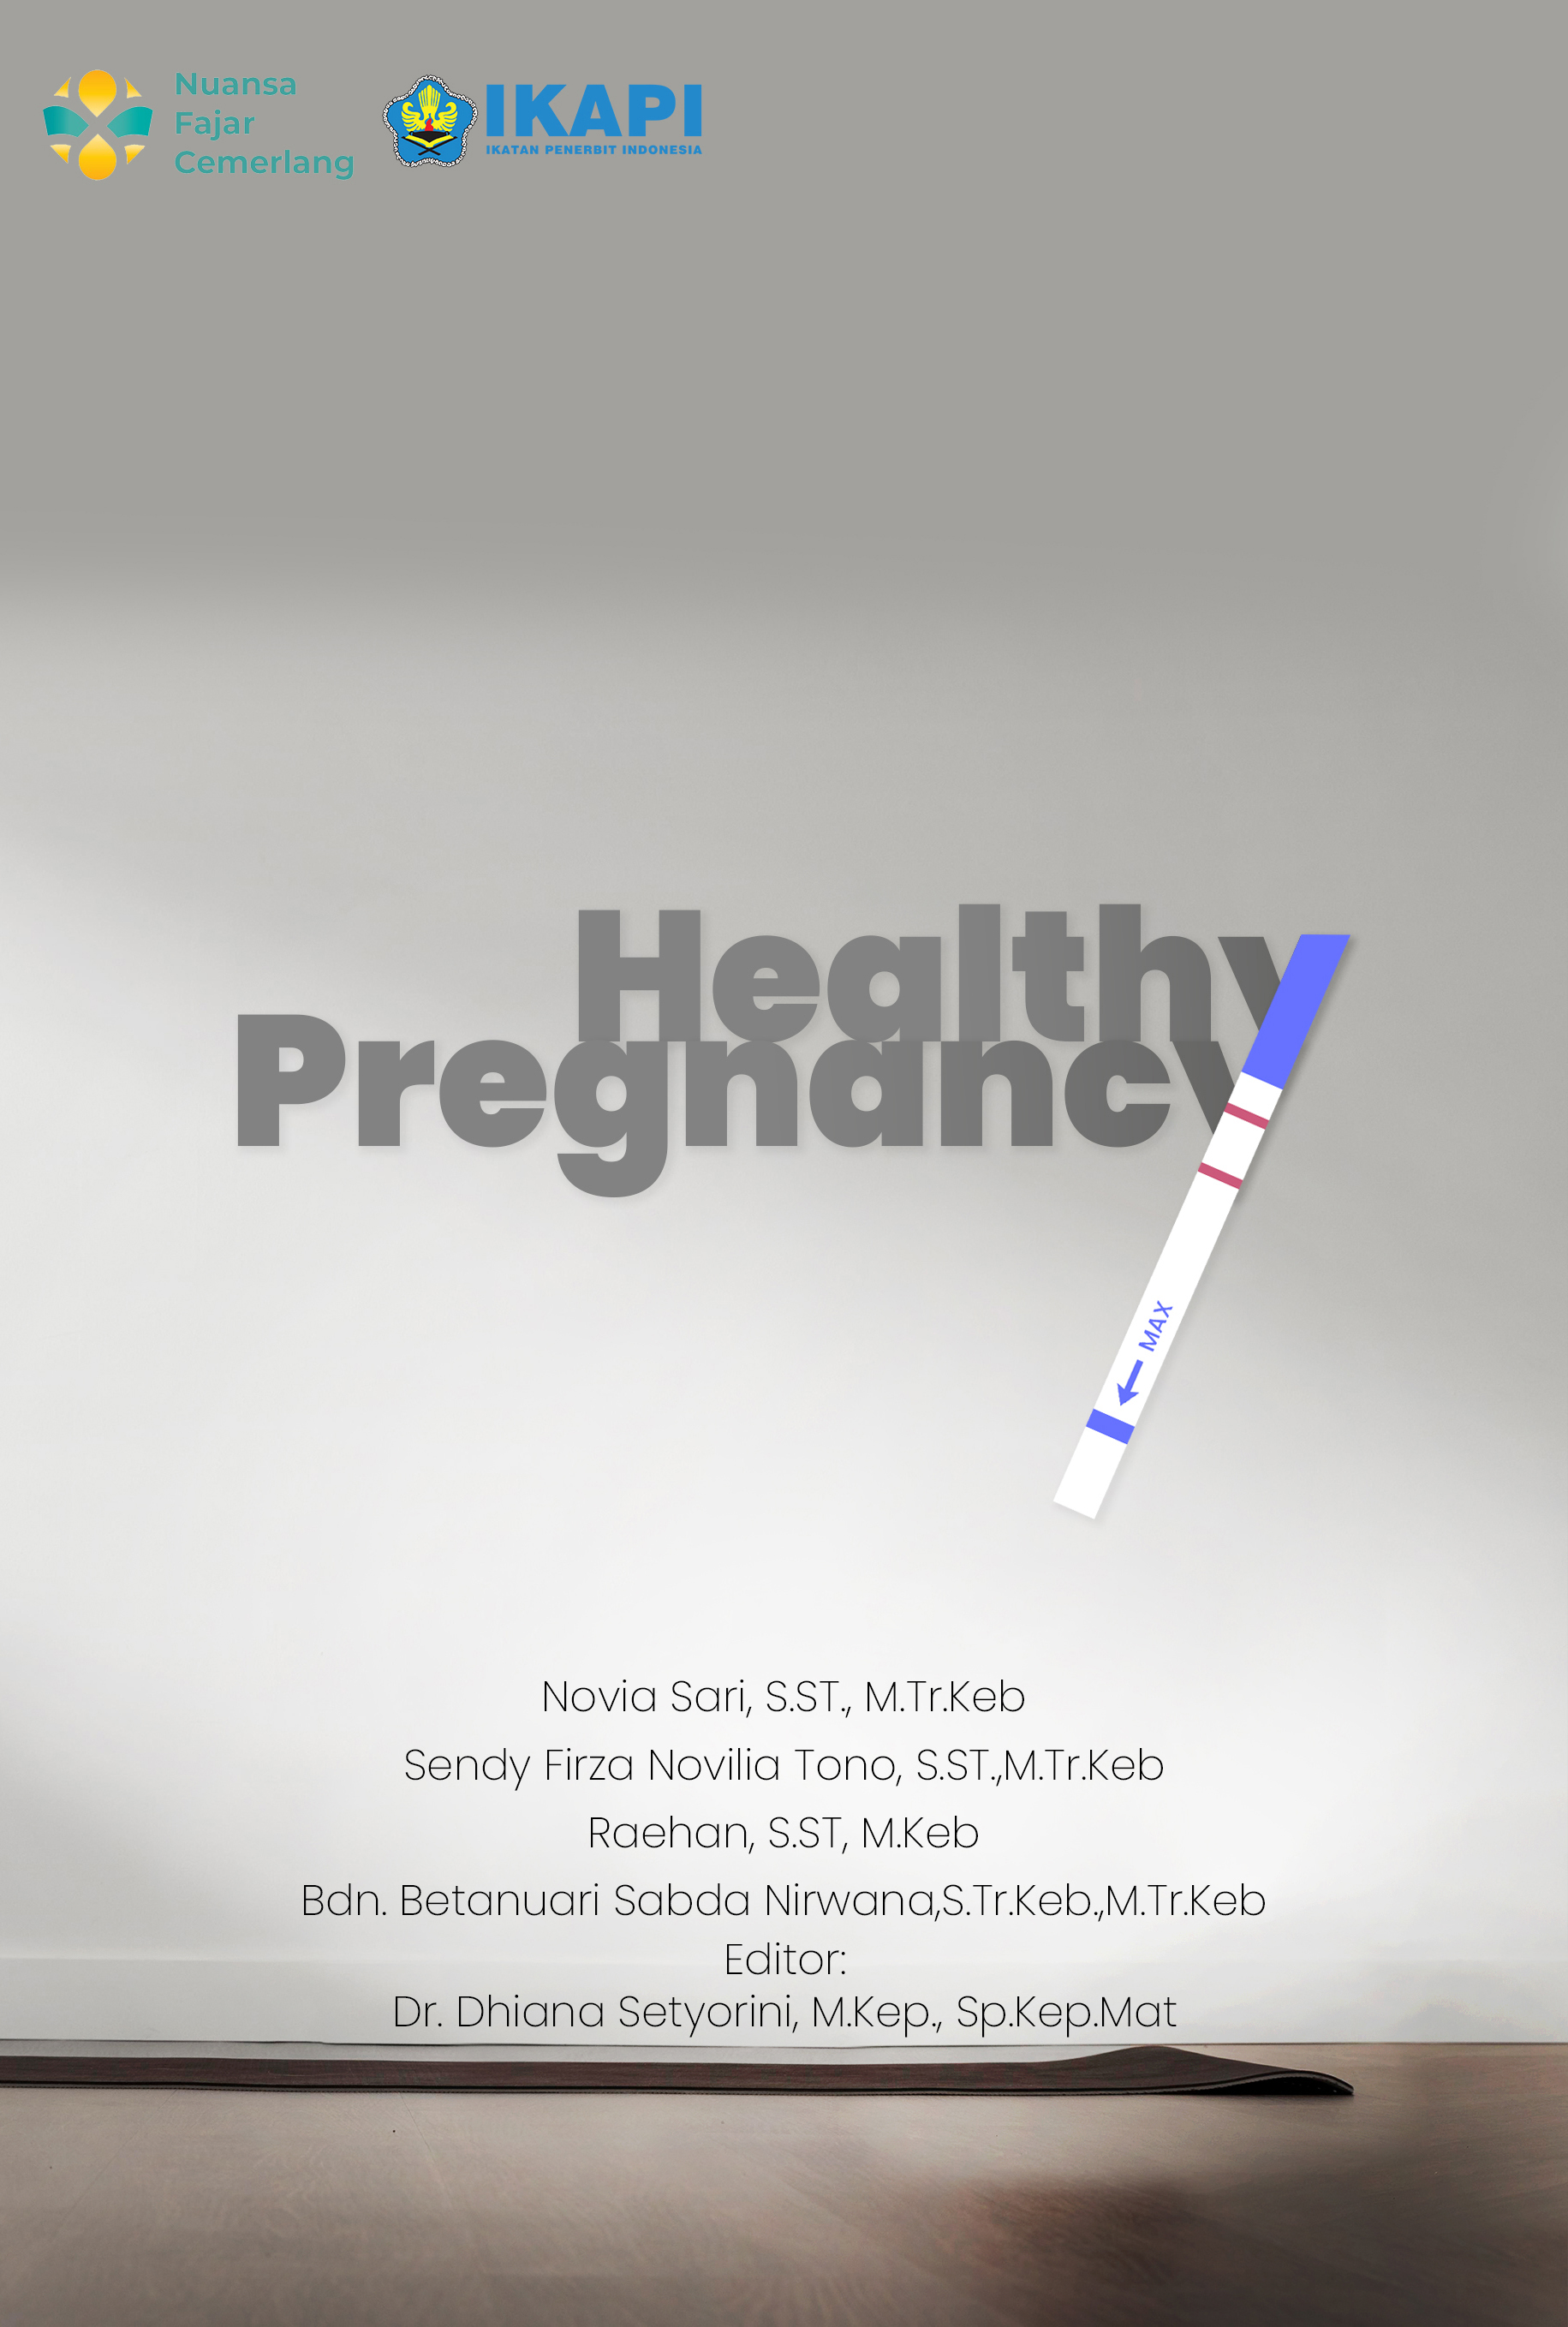 Nuansa
Fajar
Cemerlang
IKAPI
IKATAN PENERBIT INDONESIA
Healthy
Pregnancy
MAX
Novia Sari, S.ST., M.Tr.Keb
Sendy Firza Novilia Tono, S.ST.,M.Tr.Keb
Raehan, S.ST, M.Keb
Bdn. Betanuari Sabda Nirwana,S.Tr.Keb.,M.Tr.Keb
Editor:
Dr. Dhiana Setyorini, M.Kep., Sp.Kep.Mat